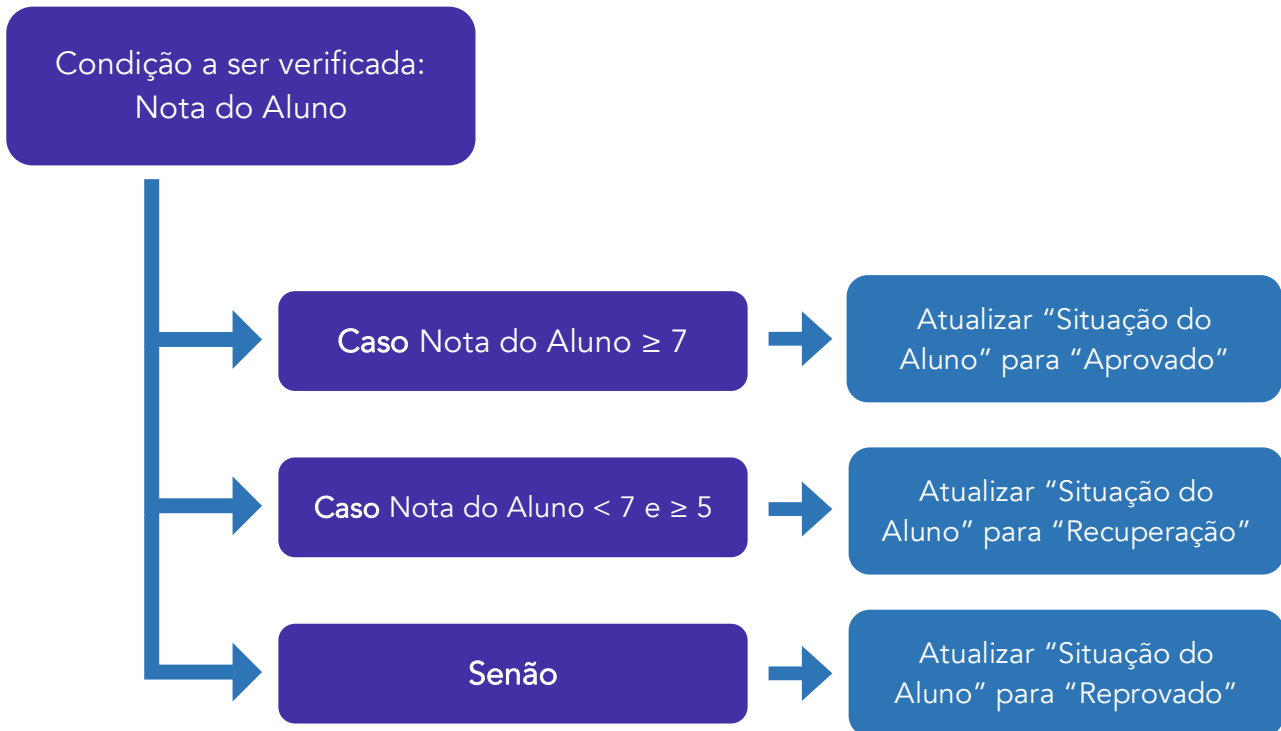 Condição a ser verificada:
Nota do Aluno
Caso Nota do Aluno ≥ 7
Atualizar “Situação do
Aluno” para “Aprovado”
Caso Nota do Aluno < 7 e ≥ 5
Atualizar “Situação do
Aluno” para “Recuperação”
Senão
Atualizar “Situação do
Aluno” para “Reprovado”